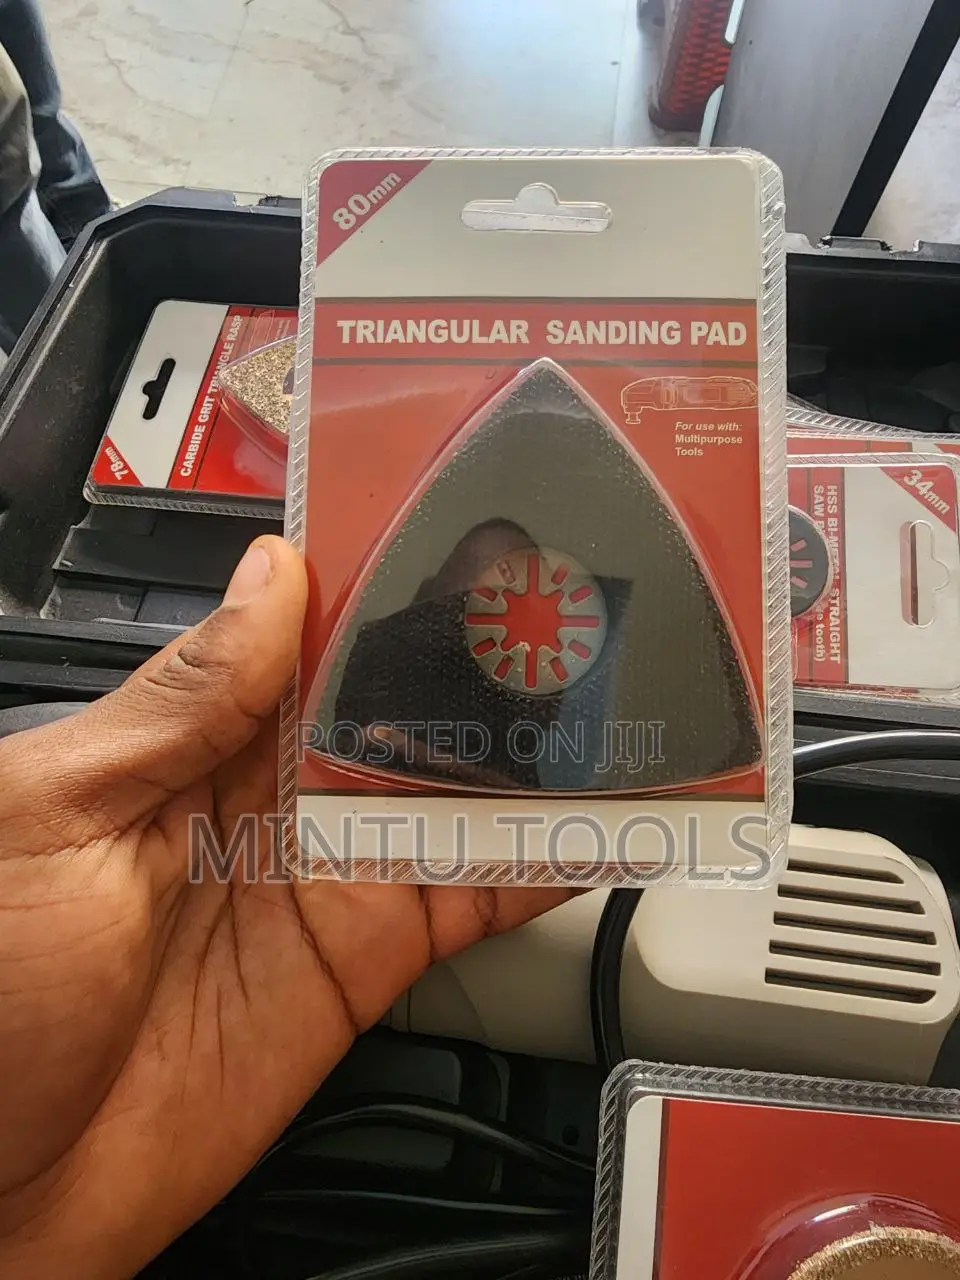 80mm
TRIANGULAR SANDING PAD
For use with:
Multipurpose
Tools
CARBIDE GRIT TRIANGLE RASP
78mm
34mm
HSS BI-METAL STRAIGHT
SAW
tooth)
POSTED ON JIJI
MINTU TOOLS